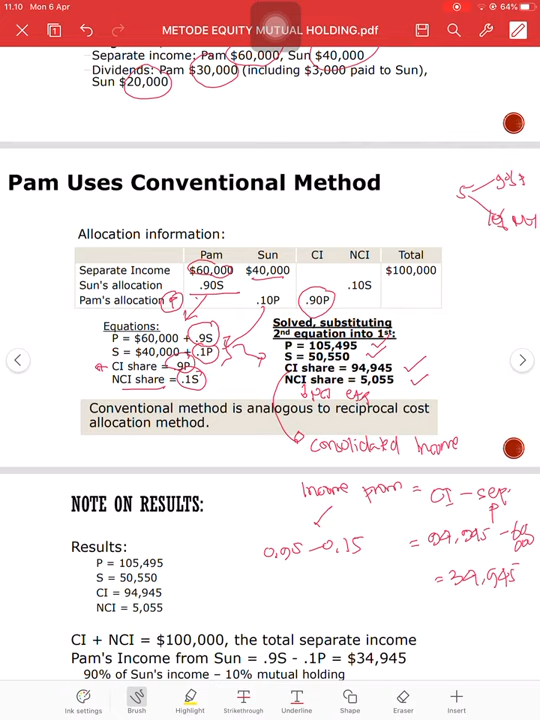 11.10 Mon 6 Apr 64%
METODE EQUITY MUTUAL HOLDING.pdf
Separate income: Pam $60,000, Sun $40,000
Dividends: Pam $30,000 (including $3,000 paid to Sun),
Sun $20,000
Pam Uses Conventional Method
S 90%
Allocation information:
Pam Sun CI NCI Total
Separate Income $60,000 $40,000 $100,000
Sun's allocation .90S .10S
Pam's allocation P .10P .90P
Equations:
P = $60,000 + .9S
S = $40,000 + .1P
CI share = .9P
NCI share = .1S
Solved, substituting
2nd equation into 1st:
P = 105,495
S = 50,550
CI share = 94,945
NCI share = 5,055
Conventional method is analogous to reciprocal cost
allocation method.
Consolidated Income
NOTE ON RESULTS:
Income from = CI - sep.
P
0.9S - 0.1S
= 94,945 - 60
000
= 34,945
Results:
P = 105,495
S = 50,550
CI = 94,945
NCI = 5,055
CI + NCI = $100,000, the total separate income
Pam's Income from Sun = .9S - .1P = $34,945
90% of Sun's income – 10% mutual holding
Ink settings Brush Highlight Strikethrough Underline Shape Eraser Insert